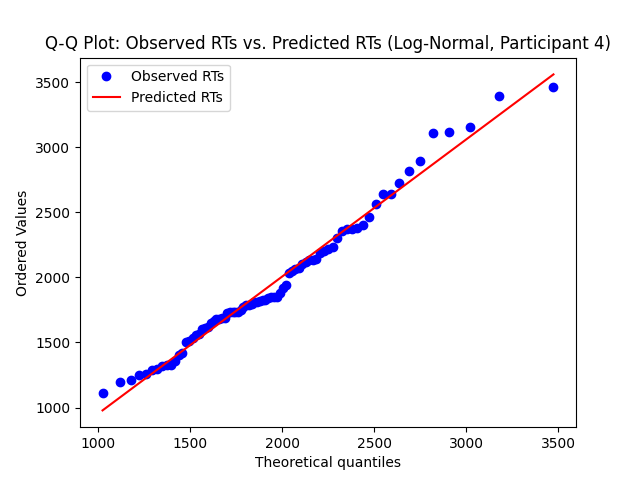 Q-Q Plot: Observed RTs vs. Predicted RTs (Log-Normal, Participant 4)
Observed RTs
Predicted RTs
3500
3000
2500
2000
1500
1000
Ordered Values
1000 1500 2000 2500 3000 3500
Theoretical quantiles